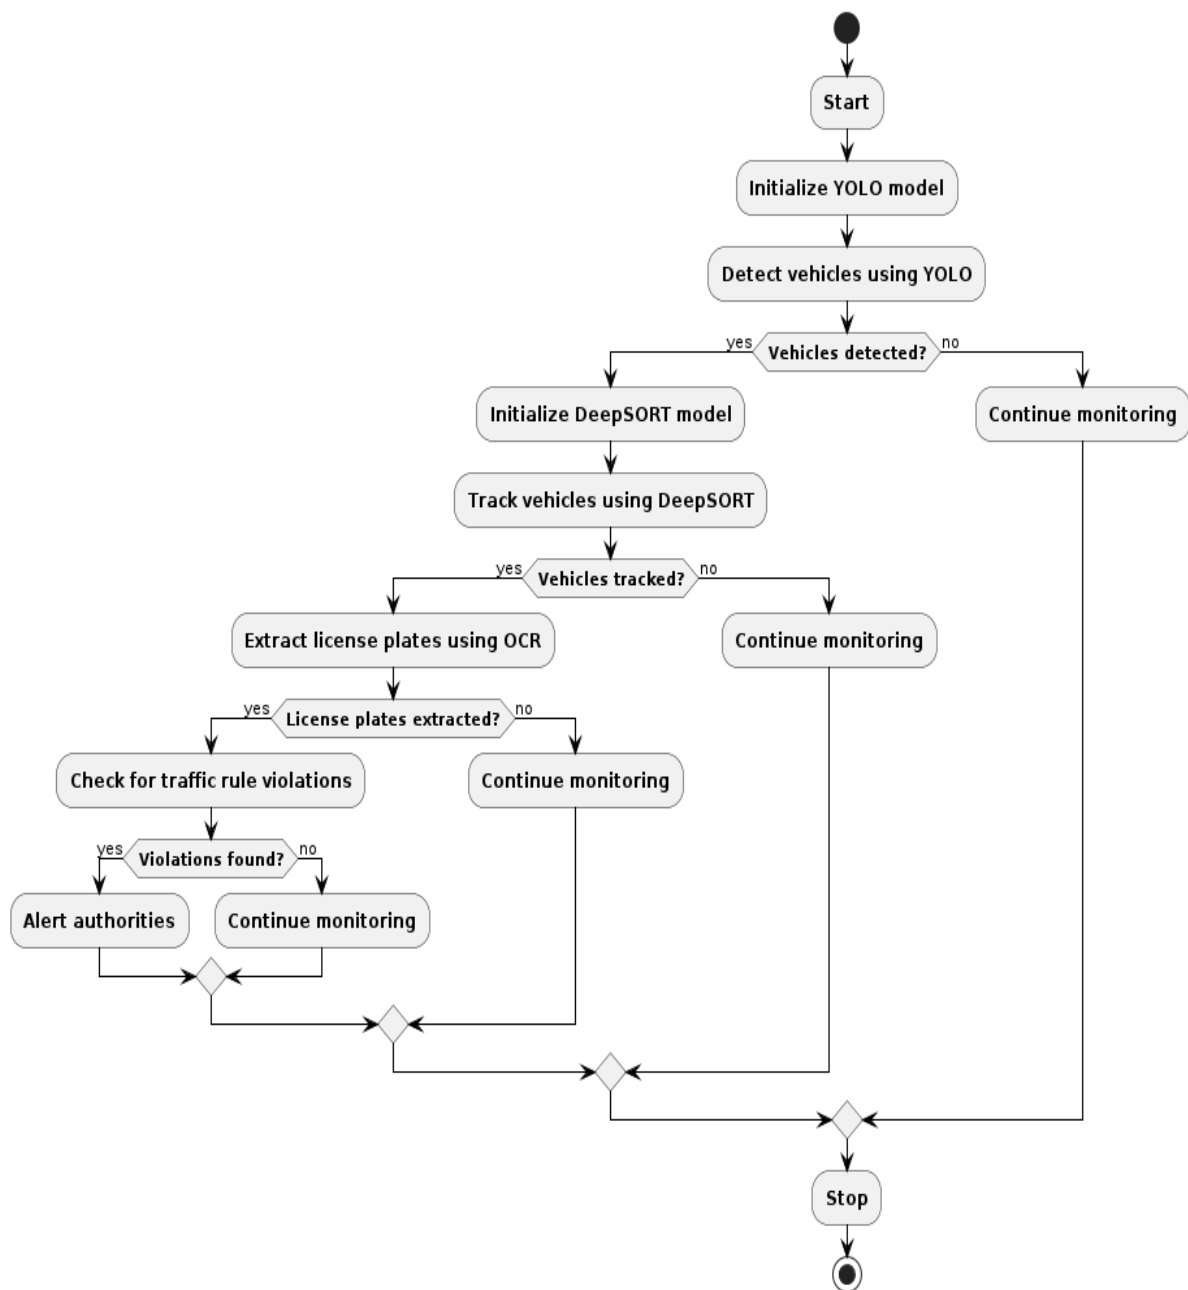 Start
Initialize YOLO model
Detect vehicles using YOLO
yes
Vehicles detected?
no
Initialize DeepSORT model
Continue monitoring
Track vehicles using DeepSORT
yes
Vehicles tracked?
no
Extract license plates using OCR
Continue monitoring
yes
License plates extracted?
no
Check for traffic rule violations
Continue monitoring
yes
Violations found?
no
Alert authorities
Continue monitoring
Stop